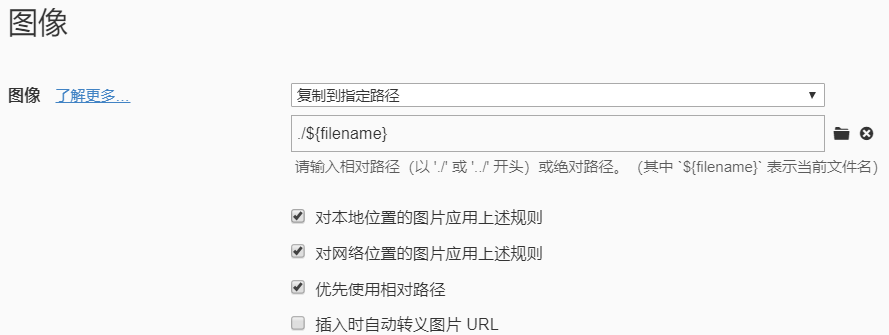 图像
图像 了解更多...
复制到指定路径
./${filename}
请输入相对路径（以 './' 或 '../' 开头）或绝对路径。（其中 `${filename}` 表示当前文件名）
对本地位置的图片应用上述规则
对网络位置的图片应用上述规则
优先使用相对路径
插入时自动转义图片 URL